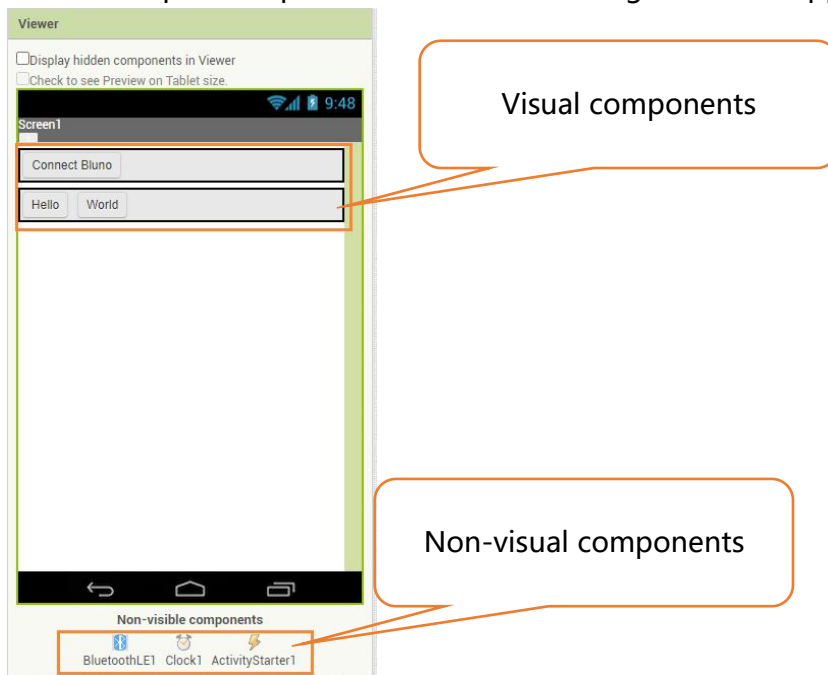 Viewer
Display hidden components in Viewer
Check to see Preview on Tablet size.
9:48
Screen1
Connect Bluno
Hello World
Visual components
Non-visual components
Non-visible components
BluetoothLE1 Clock1 ActivityStarter1